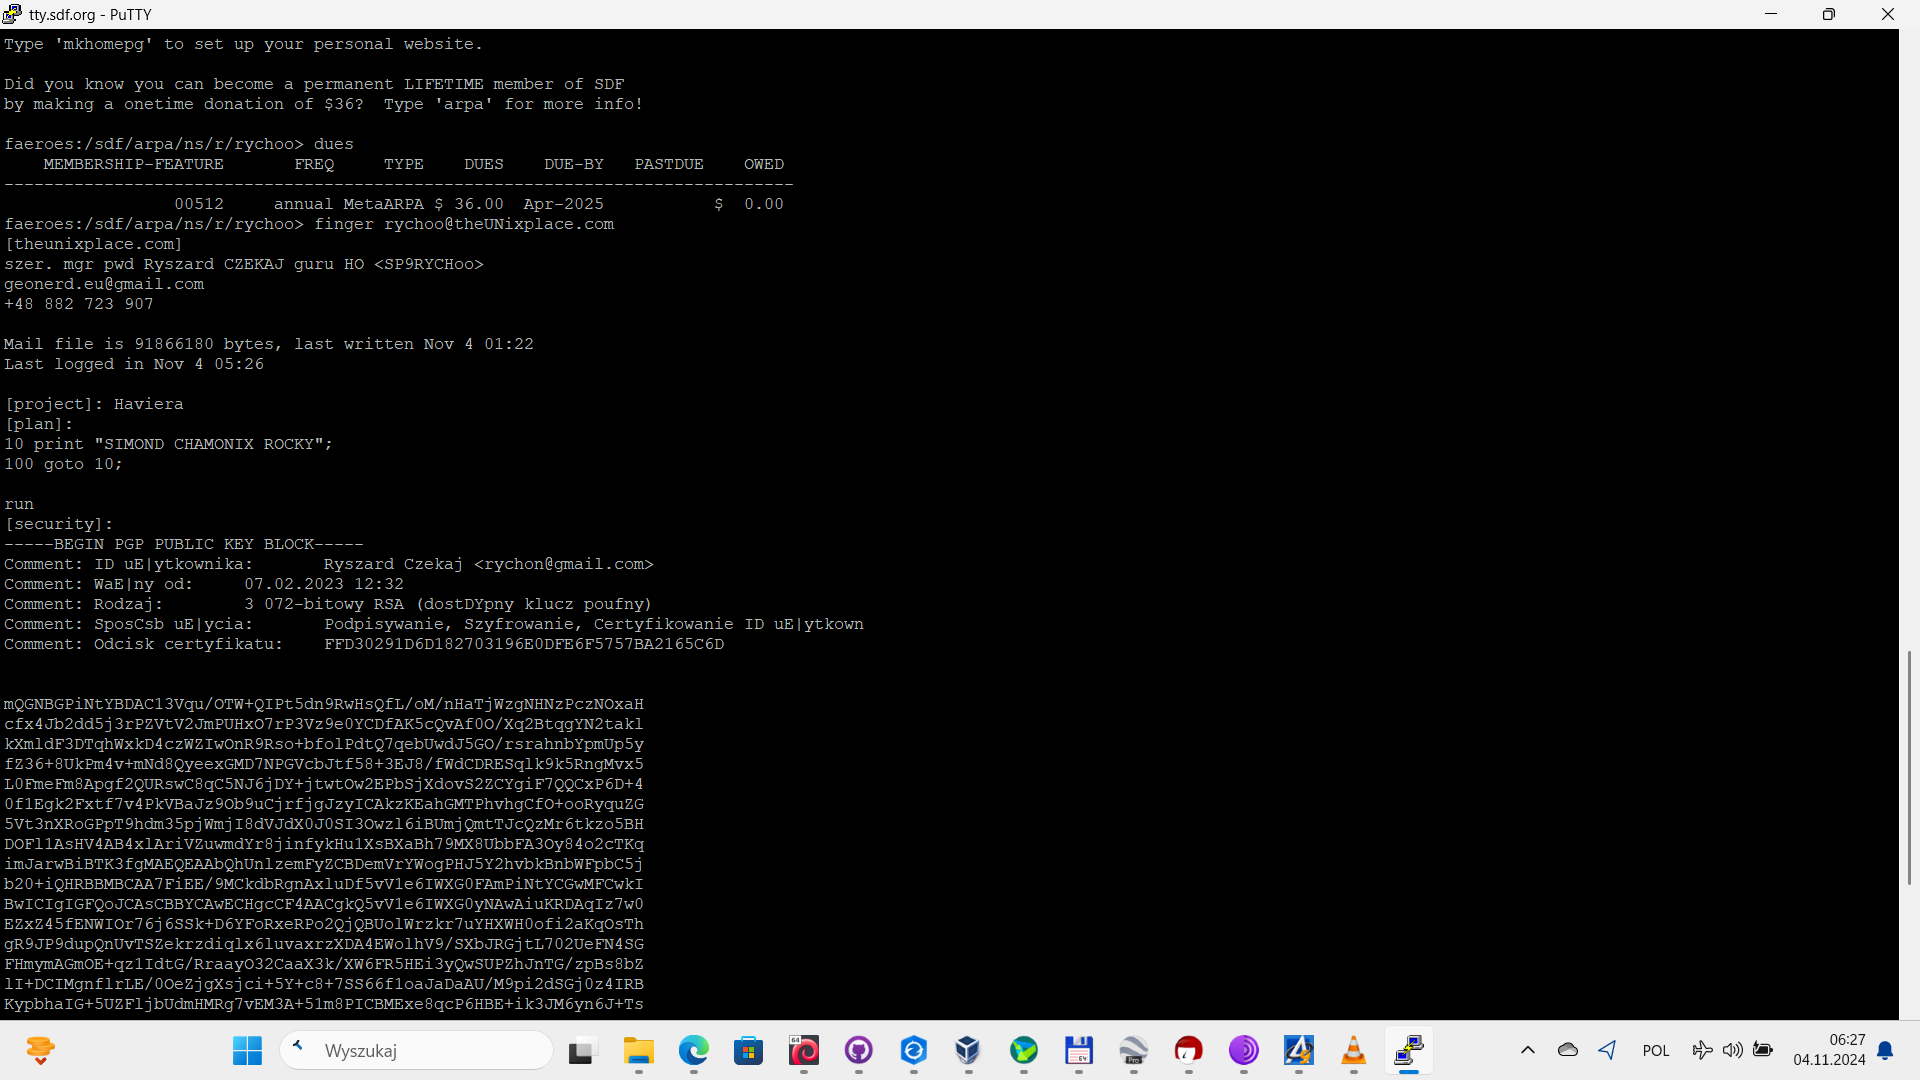 tty.sdf.org - PuTTY
Type 'mkhomepg' to set up your personal website.
Did you know you can become a permanent LIFETIME member of SDF
by making a onetime donation of $36?  Type 'arpa' for more info!
faeroes:/sdf/arpa/ns/r/rychoo> dues
MEMBERSHIP-FEATURE       FREQ     TYPE    DUES    DUE-BY   PASTDUE    OWED
-------------------------------------------------------------------------------
00512     annual MetaARPA $ 36.00  Apr-2025           $  0.00
faeroes:/sdf/arpa/ns/r/rychoo> finger rychoo@theUNixplace.com
[theunixplace.com]
szer. mgr pwd Ryszard CZEKAJ guru HO <SP9RYCHoo>
geonerd.eu@gmail.com
+48 882 723 907
Mail file is 91866180 bytes, last written Nov 4 01:22
Last logged in Nov 4 05:26
[project]: Haviera
[plan]:
10 print "SIMOND CHAMONIX ROCKY";
100 goto 10;
run
[security]:
-----BEGIN PGP PUBLIC KEY BLOCK-----
Comment: ID uE|ytkownika:       Ryszard Czekaj <rychon@gmail.com>
Comment: WaE|ny od:     07.02.2023 12:32
Comment: Rodzaj:        3 072-bitowy RSA (dostDYpny klucz poufny)
Comment: SposCsb uE|ycia:       Podpisywanie, Szyfrowanie, Certyfikowanie ID uE|ytkown
Comment: Odcisk certyfikatu:    FFD30291D6D182703196E0DFE6F5757BA2165C6D
mQGNBGPiNtYBDAC13Vqu/OTW+QIPt5dn9RwHsQfL/oM/nHaTjWzgNHNzPczNOxaH
cfx4Jb2dd5j3rPZVtV2JmPUHxO7rP3Vz9e0YCDfAK5cQvAf0O/Xq2BtqgYN2takl
kXmldF3DTqhWxkD4czWZIwOnR9Rso+bfolPdtQ7qebUwdJ5GO/rsrahnbYpmUp5y
fZ36+8UkPm4v+mNd8QyeexGMD7NPGVcbJtf58+3EJ8/fWdCDRESqlk9k5RngMvx5
L0FmeFm8Apgf2QURswC8qC5NJ6jDY+jtwtOw2EPbSjXdovS2ZCYgiF7QQCxP6D+4
0f1Egk2Fxtf7v4PkVBaJz9Ob9uCjrfjgJzyICAkzKEahGMTPhvhgCfO+ooRyquZG
5Vt3nXRoGPpT9hdm35pjWmjI8dVJdX0J0SI3Owzl6iBUmjQmtTJcQzMr6tkzo5BH
DOFl1AsHV4AB4xlAriVZuwmdYr8jinfykHu1XsBXaBh79MX8UbbFA3Oy84o2cTKq
imJarwBiBTK3fgMAEQEAAbQhUnlzemFyZCBDemVrYWogPHJ5Y2hvbkBnbWFpbC5j
b20+iQHRBBMBCAA7FiEE/9MCkdbRgnAxluDf5vV1e6IWXG0FAmPiNtYCGwMFCwkI
BwICIgIGFQoJCAsCBBYCAwECHgcCF4AACgkQ5vV1e6IWXG0yNAwAiuKRDAqIz7w0
EZxZ45fENWIOr76j6SSk+D6YFoRxeRPo2QjQBUolWrzkr7uYHXWH0ofi2aKqOsTh
gR9JP9dupQnUvTSZekrzdiqlx6luvaxrzXDA4EWolhV9/SXbJRGjtL702UeFN4SG
FHmymAGmOE+qz1IdtG/RraayO32CaaX3k/XW6FR5HEi3yQwSUPZhJnTG/zpBs8bZ
lI+DCIMgnflrLE/0OeZjgXsjci+5Y+c8+7SS66f1oaJaDaAU/M9pi2dSGj0z4IRB
KypbhaIG+5UZFljbUdmHMRg7vEM3A+51m8PICBMExe8qcP6HBE+ik3JM6yn6J+Ts
Wyszukaj
POL
06:27
04.11.2024